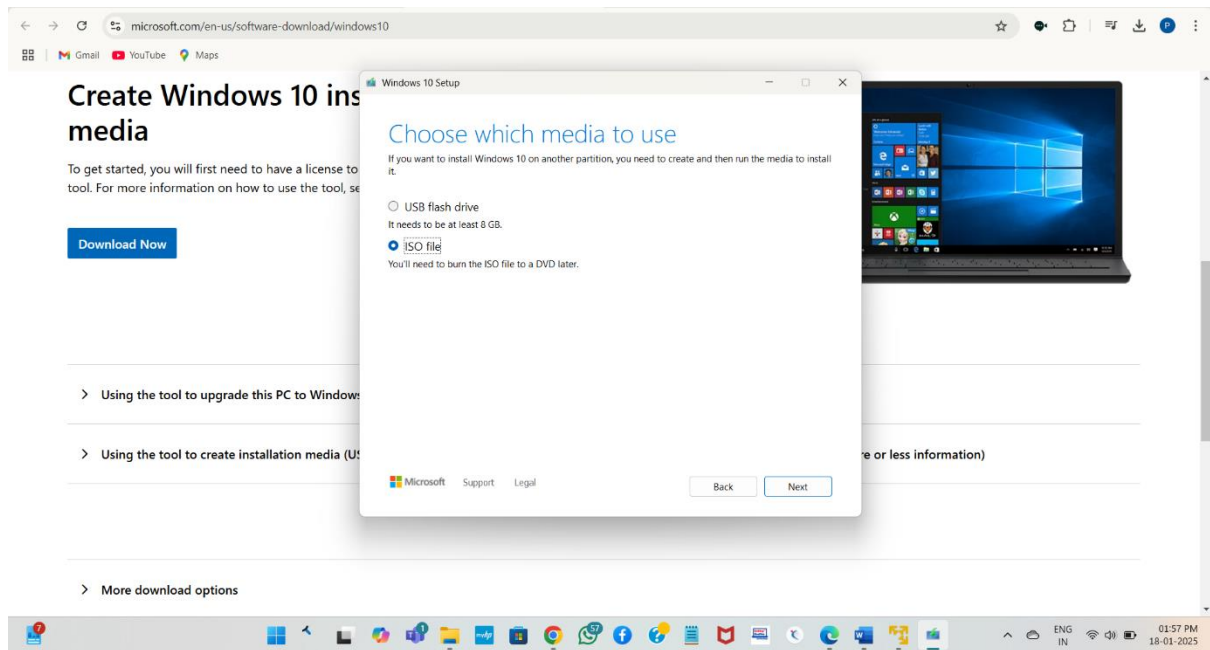 microsoft.com/en-us/software-download/windows10
P
Gmail
YouTube
Maps
Create Windows 10 ins
media
To get started, you will first need to have a license to
tool. For more information on how to use the tool, se
Download Now
Windows 10 Setup
Choose which media to use
If you want to install Windows 10 on another partition, you need to create and then run the media to install
it.
USB flash drive
It needs to be at least 8 GB.
ISO file
You'll need to burn the ISO file to a DVD later.
Microsoft Support Legal
Back
Next
Using the tool to upgrade this PC to Windows
Using the tool to create installation media (US
e or less information)
More download options
7
1
57
ENG
IN
01:57 PM
18-01-2025